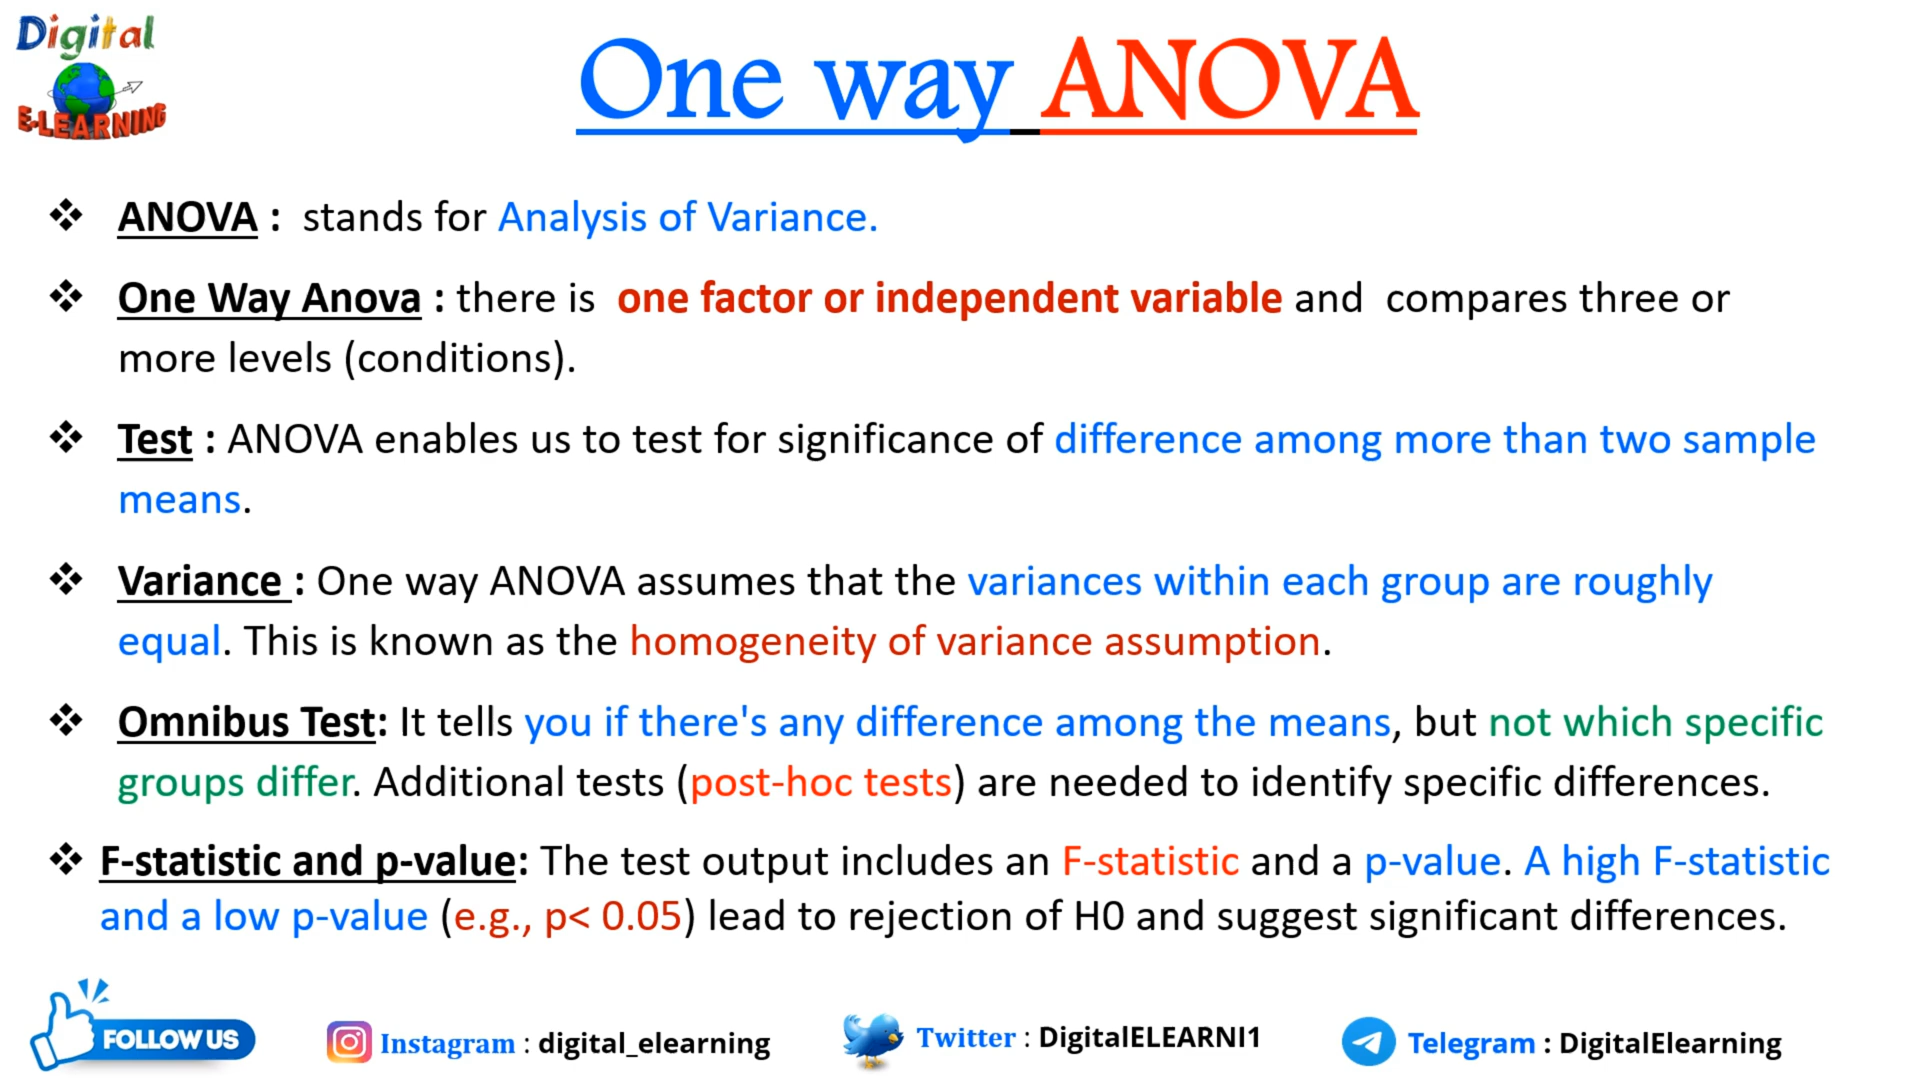 Digital
E-LEARNING
One way ANOVA
❖ ANOVA : stands for Analysis of Variance.
❖ One Way Anova : there is one factor or independent variable and compares three or
more levels (conditions).
❖ Test : ANOVA enables us to test for significance of difference among more than two sample
means.
❖ Variance : One way ANOVA assumes that the variances within each group are roughly
equal. This is known as the homogeneity of variance assumption.
❖ Omnibus Test: It tells you if there's any difference among the means, but not which specific
groups differ. Additional tests (post-hoc tests) are needed to identify specific differences.
❖ F-statistic and p-value: The test output includes an F-statistic and a p-value. A high F-statistic
and a low p-value (e.g., p< 0.05) lead to rejection of H0 and suggest significant differences.
FOLLOW US
Instagram : digital_elearning
Twitter : DigitalELEARNI1
Telegram : DigitalElearning